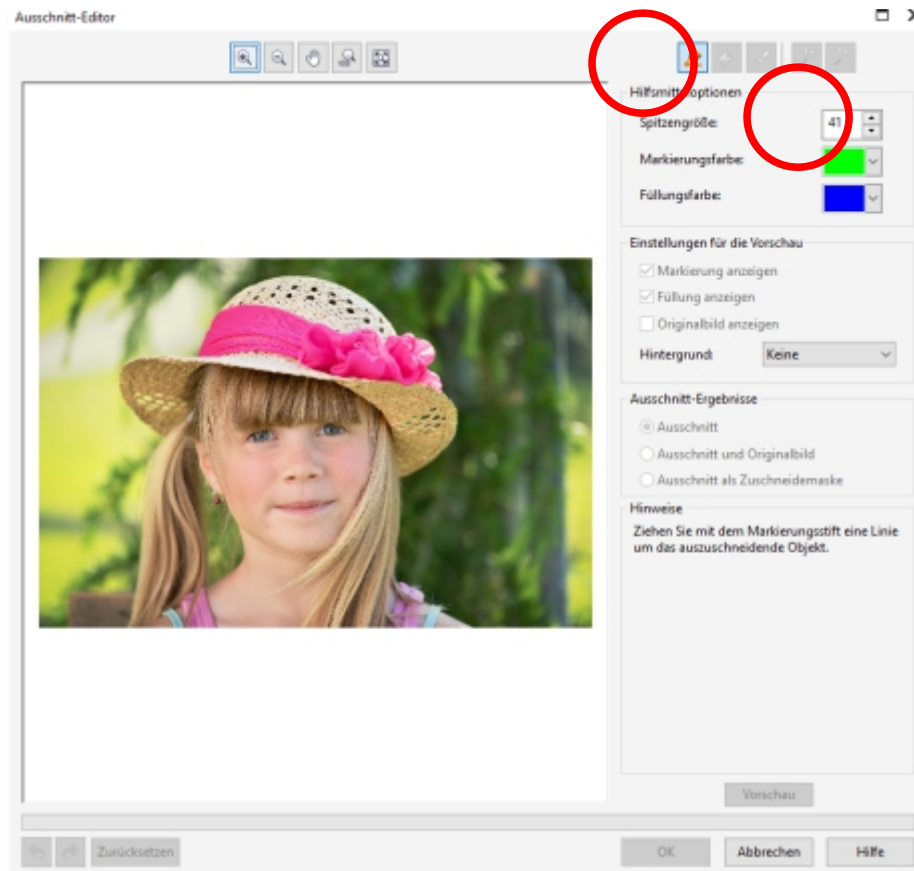 Ausschnitt-Editor
Hilfsmitteloptionen
Spitzengröße: 41
Markierungsfarbe:
Füllungsfarbe:
Einstellungen für die Vorschau
Markierung anzeigen
Füllung anzeigen
Originalbild anzeigen
Hintergrund: Keine
Ausschnitt-Ergebnisse
Ausschnitt
Ausschnitt und Originalbild
Ausschnitt als Zuschneidemaske
Hinweise
Ziehen Sie mit dem Markierungsstift eine Linie
um das auszuschneidende Objekt.
Vorschau
Zurücksetzen OK Abbrechen Hilfe